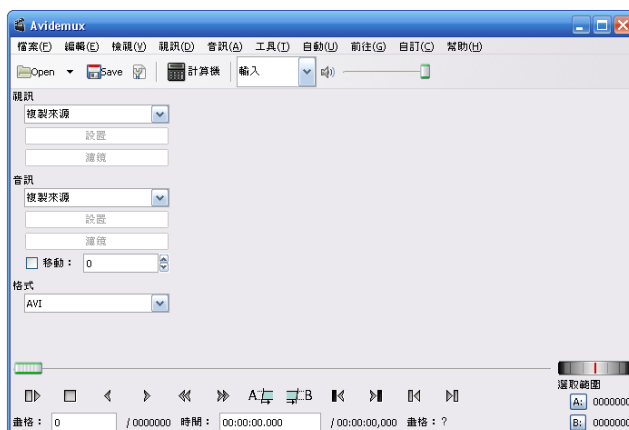 Avidemux
檔案(F) 編輯(E) 檢視(V) 視訊(D) 音訊(A) 工具(T) 自動(U) 前往(G) 自訂(C) 幫助(H)
Open Save 計算機 輸入
視訊
複製來源
設置
濾鏡
音訊
複製來源
設置
濾鏡
移動： 0
格式
AVI
A B
選取範圍
A: 0000000
畫格： 0 / 0000000 時間： 00:00:00.000 / 00:00:00,000 畫格：? B: 0000000